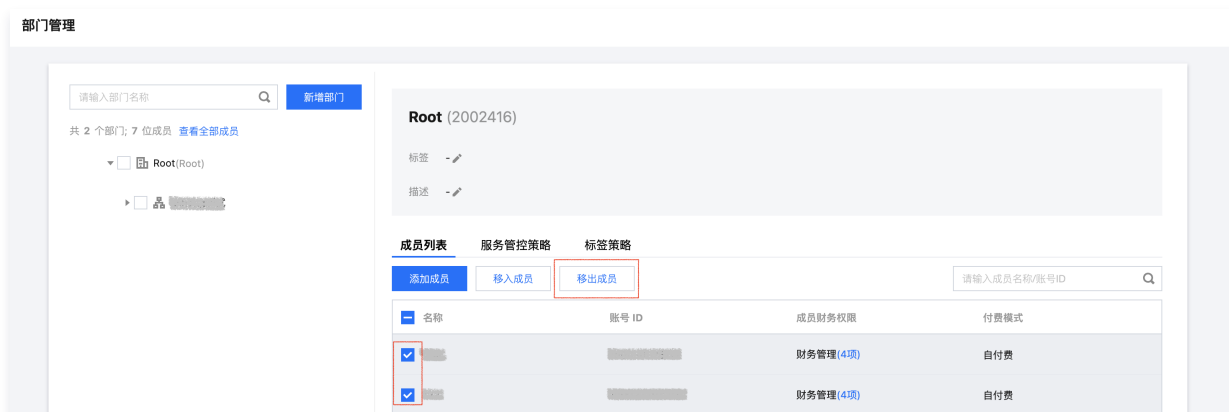 部门管理
请输入部门名称
新增部门
共 2 个部门; 7 位成员 查看全部成员
Root(Root)
Root (2002416)
标签 -
描述 -
成员列表 服务管控策略 标签策略
添加成员 移入成员 移出成员 请输入成员名称/账号ID
名称 账号 ID 成员财务权限 付费模式
财务管理(4项) 自付费
财务管理(4项) 自付费